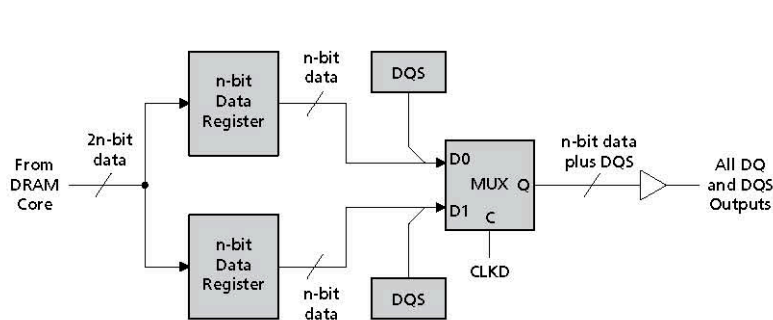 From
DRAM
Core
2n-bit
data
n-bit
Data
Register
n-bit
data
DQS
n-bit
Data
Register
n-bit
data
DQS
D0
MUX Q
D1
C
CLKD
n-bit data
plus DQS
All DQ
and DQS
Outputs